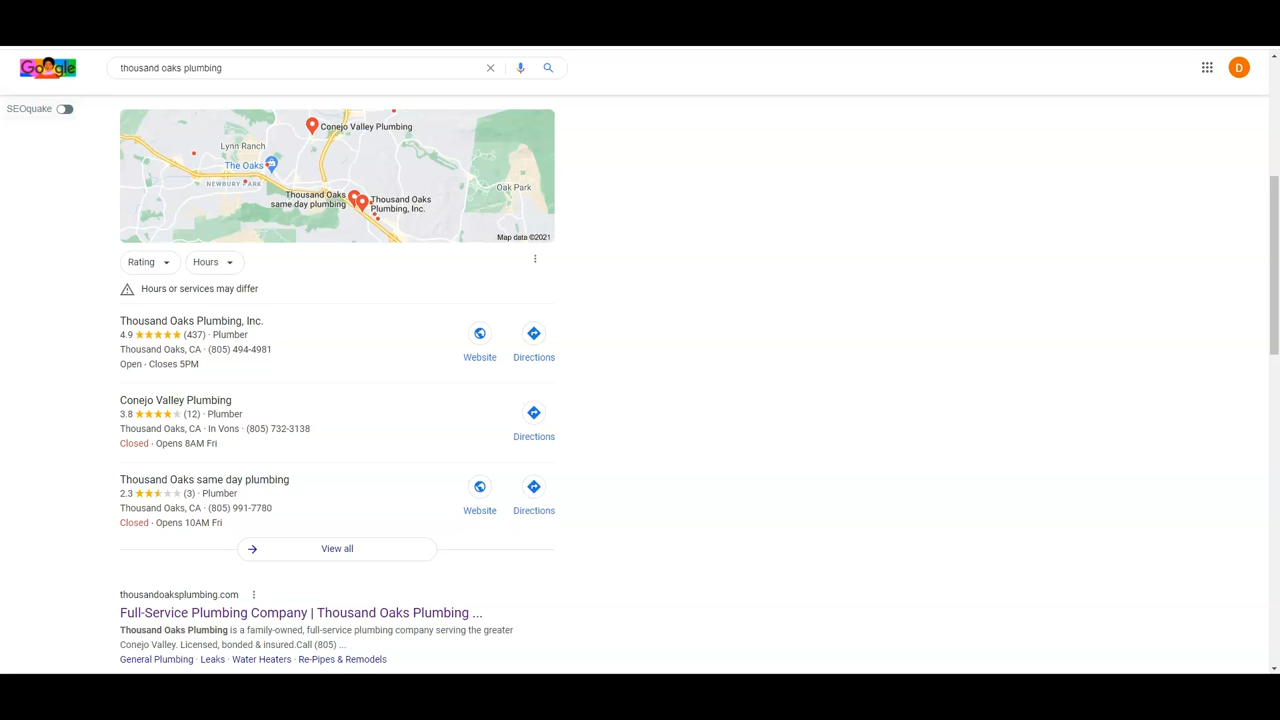 Google
thousand oaks plumbing
D
SEOquake
Conejo Valley Plumbing
Lynn Ranch
The Oaks
NEWBURY PARK
Oak Park
Thousand Oaks
same day plumbing
Thousand Oaks
Plumbing, Inc.
Map data ©2021
Rating
Hours
Hours or services may differ
Thousand Oaks Plumbing, Inc.
4.9 (437) · Plumber
Thousand Oaks, CA · (805) 494-4981
Open · Closes 5PM
Website
Directions
Conejo Valley Plumbing
3.8 (12) · Plumber
Thousand Oaks, CA · In Vons · (805) 732-3138
Closed · Opens 8AM Fri
Directions
Thousand Oaks same day plumbing
2.3 (3) · Plumber
Thousand Oaks, CA · (805) 991-7780
Closed · Opens 10AM Fri
Website
Directions
View all
thousandoaksplumbing.com
Full-Service Plumbing Company | Thousand Oaks Plumbing ...
Thousand Oaks Plumbing is a family-owned, full-service plumbing company serving the greater
Conejo Valley. Licensed, bonded & insured.Call (805) ...
General Plumbing · Leaks · Water Heaters · Re-Pipes & Remodels